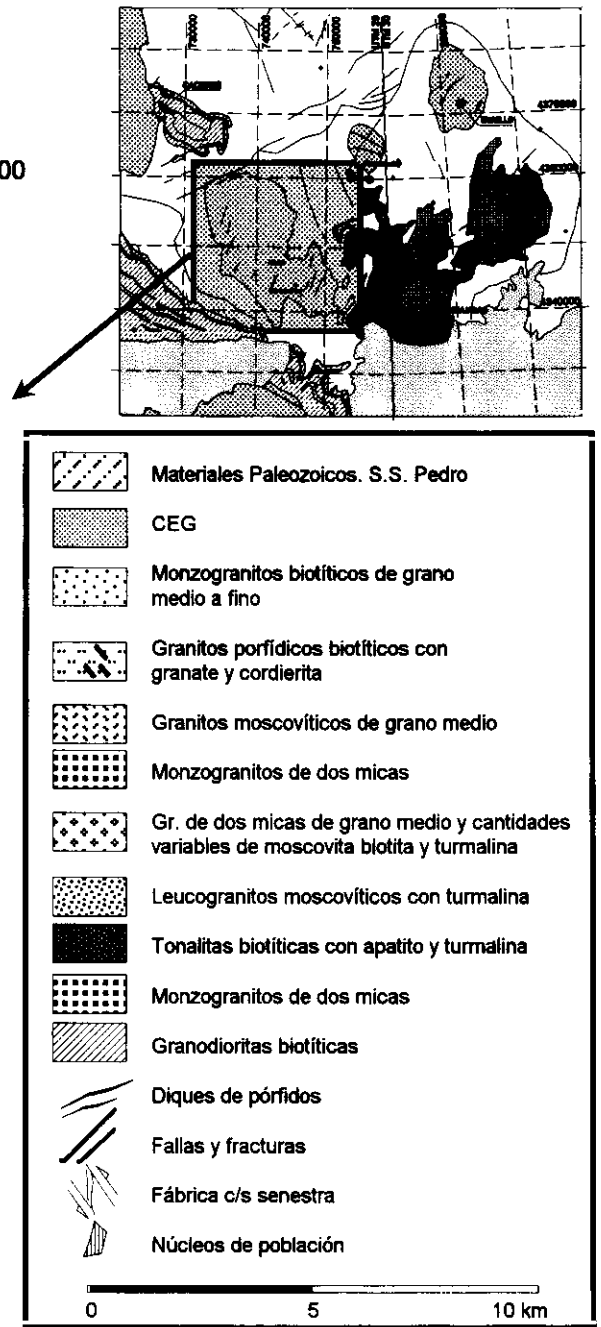 740000
00
Materiales Paleozoicos. S.S. Pedro
CEG
Monzogranitos biotíticos de grano
medio a fino
Granitos porfídicos biotíticos con
granate y cordierita
Granitos moscovíticos de grano medio
Monzogranitos de dos micas
Gr. de dos micas de grano medio y cantidades
variables de moscovita biotita y turmalina
Leucogranitos moscovíticos con turmalina
Tonalitas biotíticas con apatito y turmalina
Monzogranitos de dos micas
Granodioritas biotíticas
Diques de pórfidos
Fallas y fracturas
Fábrica c/s senestra
Núcleos de población
0 5 10 km